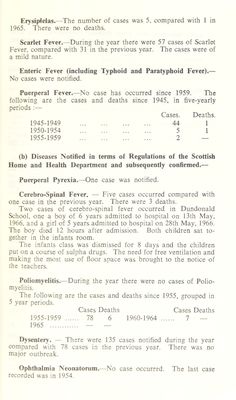 Erysipelas.—The number of cases was 5, compared with 1 in
1965. There were no deaths.
Scarlet Fever.—During the year there were 57 cases of Scarlet
Fever, compared with 31 in the previous year. The cases were of
a mild nature.
Enteric Fever (including Typhoid and Paratyphoid Fever).—
No cases were notified.
Puerperal Fever.—No case has occurred since 1959. The
following are the cases and deaths since 1945, in five-yearly
periods :—
Cases. Deaths.
1945-1949 ... ... ... ... 44 1
1950-1954 ... ... ... ... 5 1
1955-1959 ... ... ... ... 2 —
(b) Diseases Notified in terms of Regulations of the Scottish
Home and Health Department and subsequently confirmed.—
Puerperal Pyrexia.—One case was notified.
Cerebro-Spinal Fever. — Five cases occurred compared with
one case in the previous year. There were 3 deaths.
Two cases of cerebro-spinal fever occurred in Dundonald
School, one a boy of 6 years admitted to hospital on 13th May,
1966, and a girl of 5 years admitted to hospital on 28th May, 1966.
The boy died 12 hours after admission. Both children sat to-
gether in the infants room.
The infants class was dismissed for 8 days and the children
put on a course of sulpha drugs. The need for free ventilation and
making the most use of floor space was brought to the notice of
the teachers.
Poliomyelitis.—During the year there were no cases of Polio-
myelitis.
The following are the cases and deaths since 1955, grouped in
5 year periods.
Cases Deaths Cases Deaths
1955-1959 ...... 78 6 1960-1964 ...... 7 —
1965 ...... — —
Dysentery. — There were 135 cases notified during the year
compared with 78 cases in the previous year. There was no
major outbreak.
Ophthalmia Neonatorum.—No case occurred. The last case
recorded was in 1954.